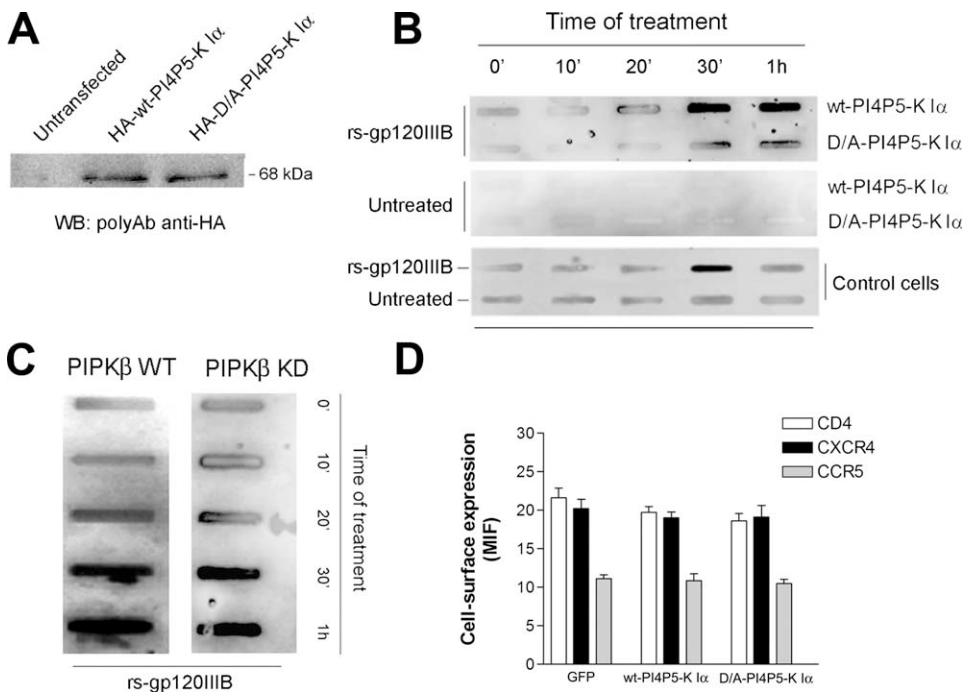 A
Untransfected
HA-wt-PI4P5-K Iα
HA-D/A-PI4P5-K Iα
68 kDa
WB: polyAb anti-HA
B
Time of treatment
0' 10' 20' 30' 1h
rs-gp120IIIB
wt-PI4P5-K Iα
D/A-PI4P5-K Iα
Untreated
wt-PI4P5-K Iα
D/A-PI4P5-K Iα
rs-gp120IIIB
Untreated
Control cells
C
PIPKβ WT PIPKβ KD
0'
10'
20'
30'
1h
Time of treatment
rs-gp120IIIB
D
CD4
CXCR4
CCR5
Cell-surface expression
(MIF)
30
25
20
15
10
5
0
GFP wt-PI4P5-K Iα D/A-PI4P5-K Iα